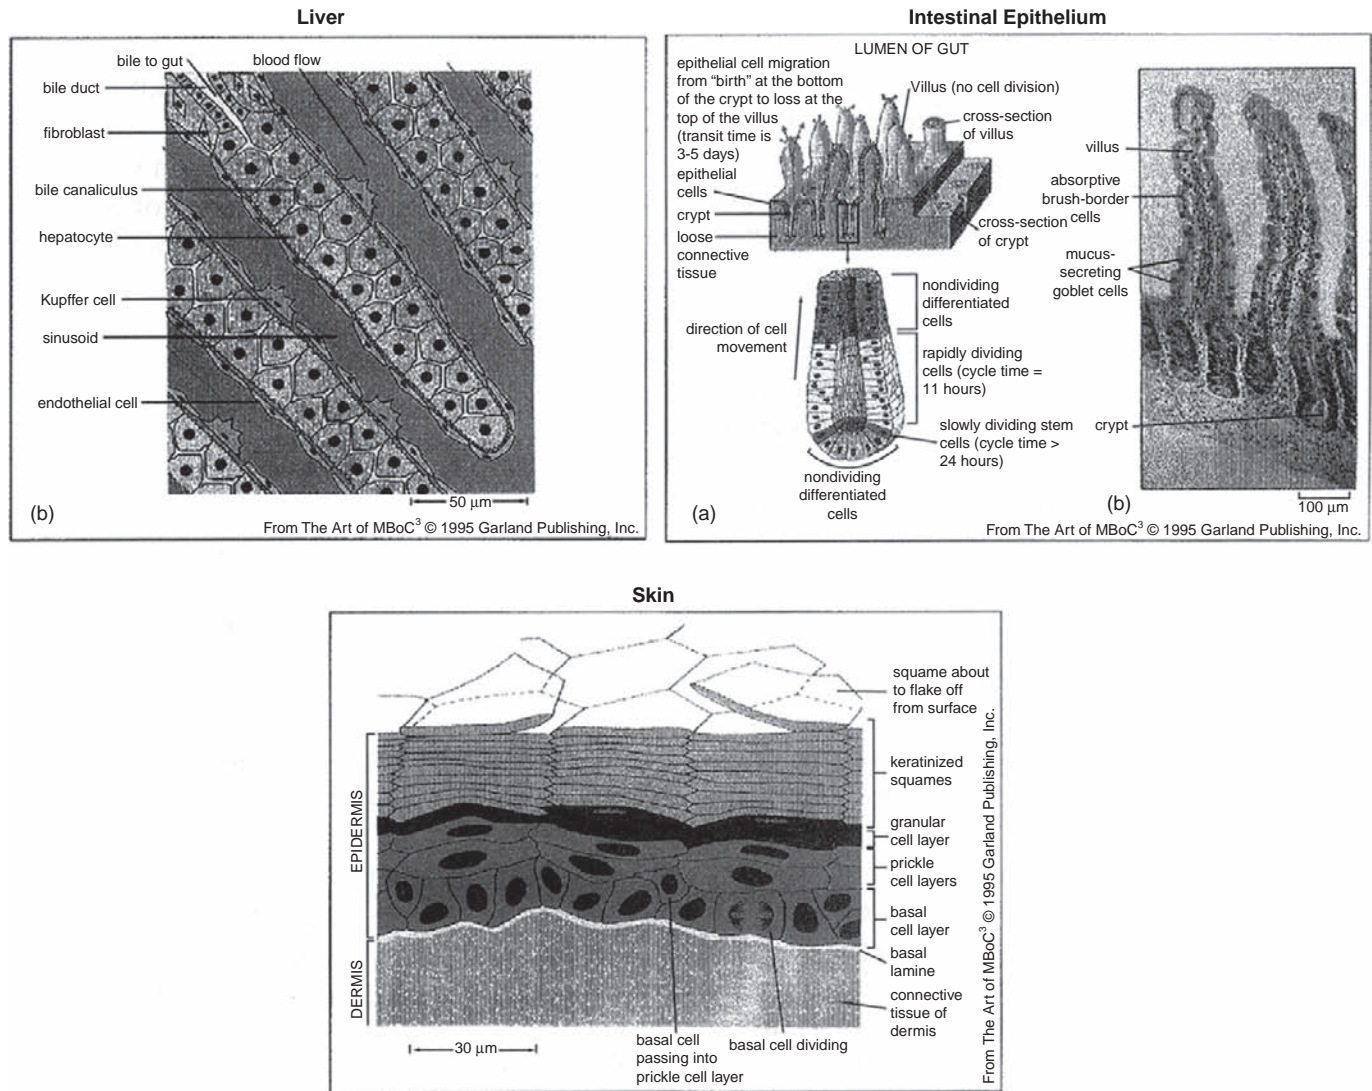 Liver
bile to gut
blood flow
bile duct
fibroblast
bile canaliculus
hepatocyte
Kupffer cell
sinusoid
endothelial cell
50 µm
(b)
From The Art of MBoC³ © 1995 Garland Publishing, Inc.
Intestinal Epithelium
LUMEN OF GUT
epithelial cell migration
from “birth” at the bottom
of the crypt to loss at the
top of the villus
(transit time is
3-5 days)
epithelial
cells
crypt
loose
connective
tissue
Villus (no cell division)
cross-section
of villus
cross-section
of crypt
direction of cell
movement
nondividing
differentiated
cells
rapidly dividing
cells (cycle time =
11 hours)
slowly dividing stem
cells (cycle time >
24 hours)
nondividing
differentiated
cells
(a)
villus
absorptive
brush-border
cells
mucus-
secreting
goblet cells
crypt
(b)
100 µm
From The Art of MBoC³ © 1995 Garland Publishing, Inc.
Skin
squame about
to flake off
from surface
keratinized
squames
granular
cell layer
prickle
cell layers
basal
cell layer
basal
lamine
connective
tissue of
dermis
EPIDERMIS
DERMIS
30 µm
basal cell
passing into
prickle cell layer
basal cell dividing
From The Art of MBoC³ © 1995 Garland Publishing, Inc.